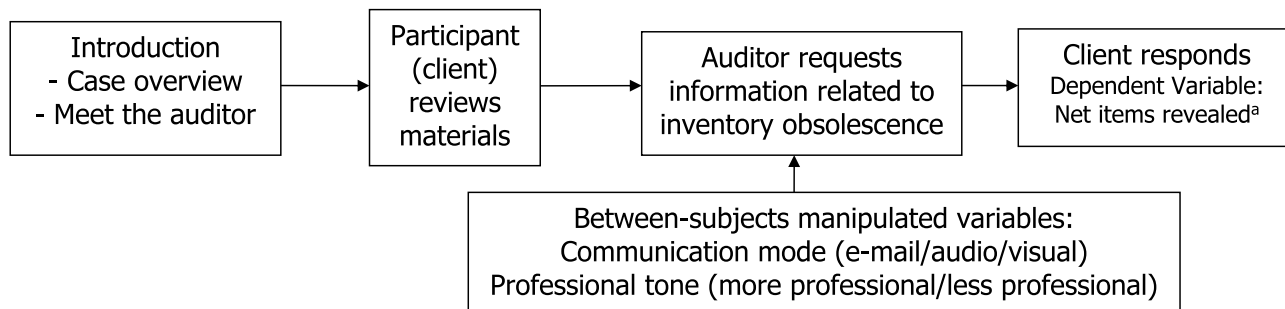 Introduction
- Case overview
- Meet the auditor
Participant
(client)
reviews
materials
Auditor requests
information related to
inventory obsolescence
Client responds
Dependent Variable:
Net items revealedᵃ
Between-subjects manipulated variables:
Communication mode (e-mail/audio/visual)
Professional tone (more professional/less professional)